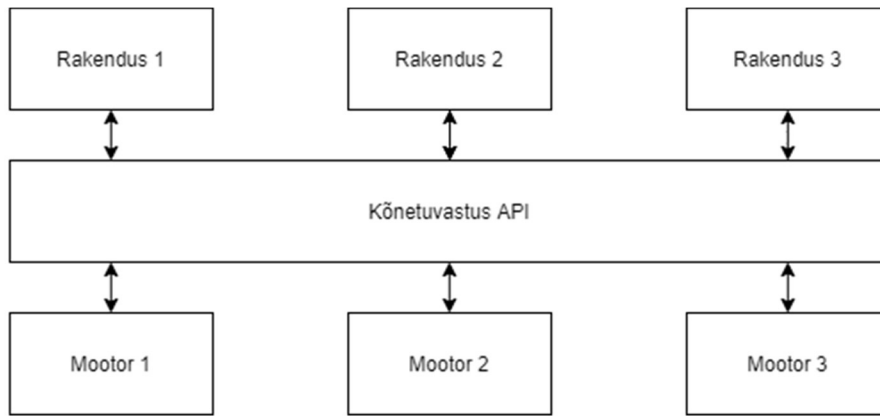 Rakendus 1
Rakendus 2
Rakendus 3
Kõnetuvastus API
Mootor 1
Mootor 2
Mootor 3